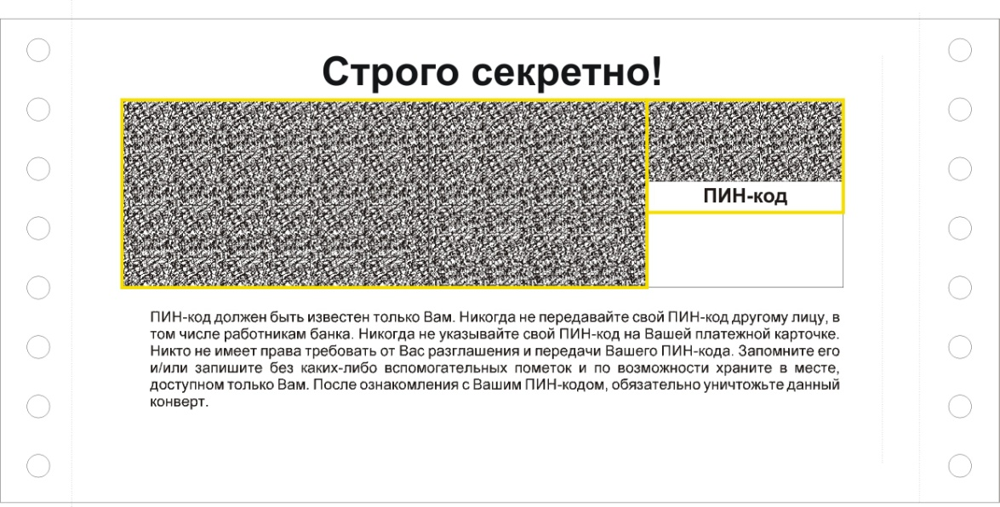 Строго секретно!
ПИН-код
ПИН-код должен быть известен только Вам. Никогда не передавайте свой ПИН-код другому лицу, в
том числе работникам банка. Никогда не указывайте свой ПИН-код на Вашей платежной карточке.
Никто не имеет права требовать от Вас разглашения и передачи Вашего ПИН-кода. Запомните его
и/или запишите без каких-либо вспомогательных пометок и по возможности храните в месте,
доступном только Вам. После ознакомления с Вашим ПИН-кодом, обязательно уничтожьте данный
конверт.